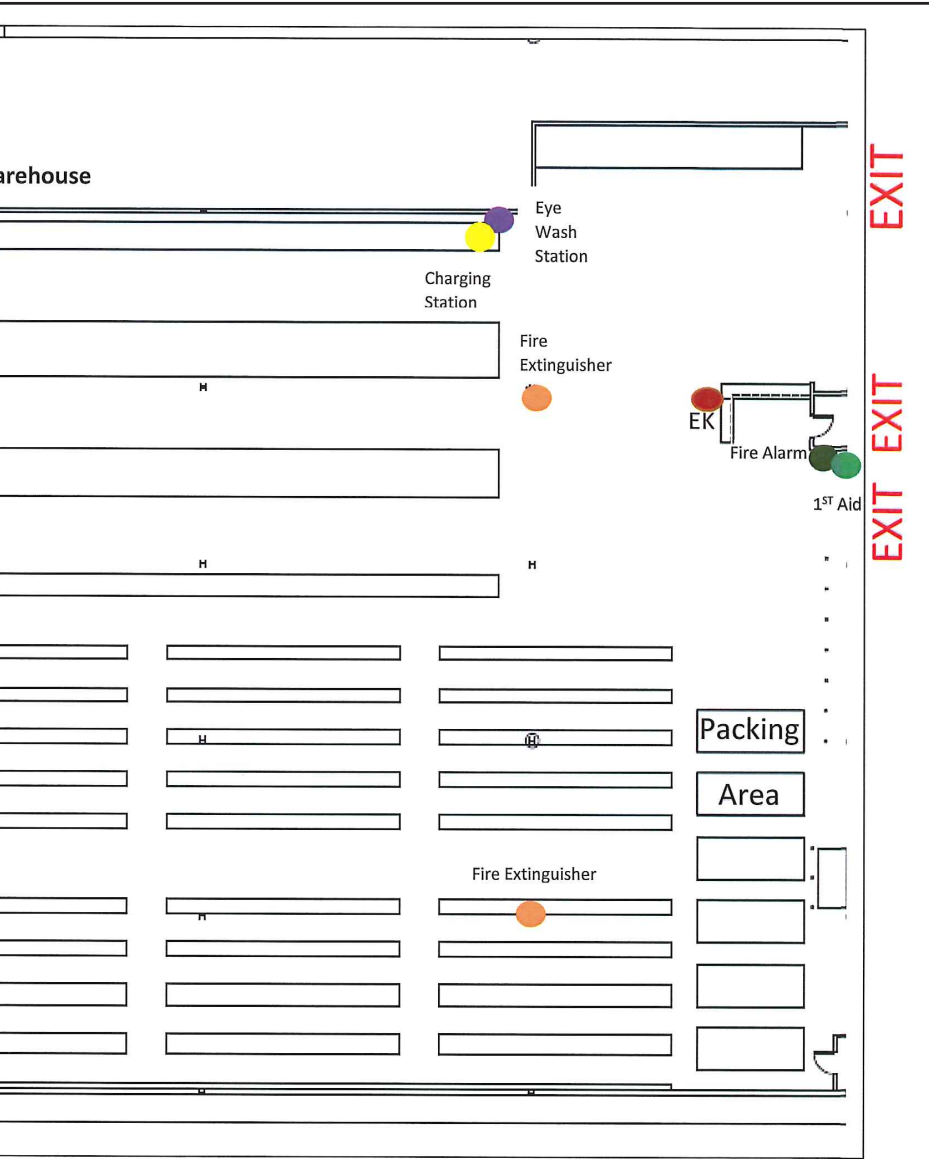 arehouse
EXIT
Eye
Wash
Station
Charging
Station
Fire
Extinguisher
EK
EXIT
Fire Alarm
EXIT
1ST Aid
H
H
H
Packing
H
H
Area
Fire Extinguisher